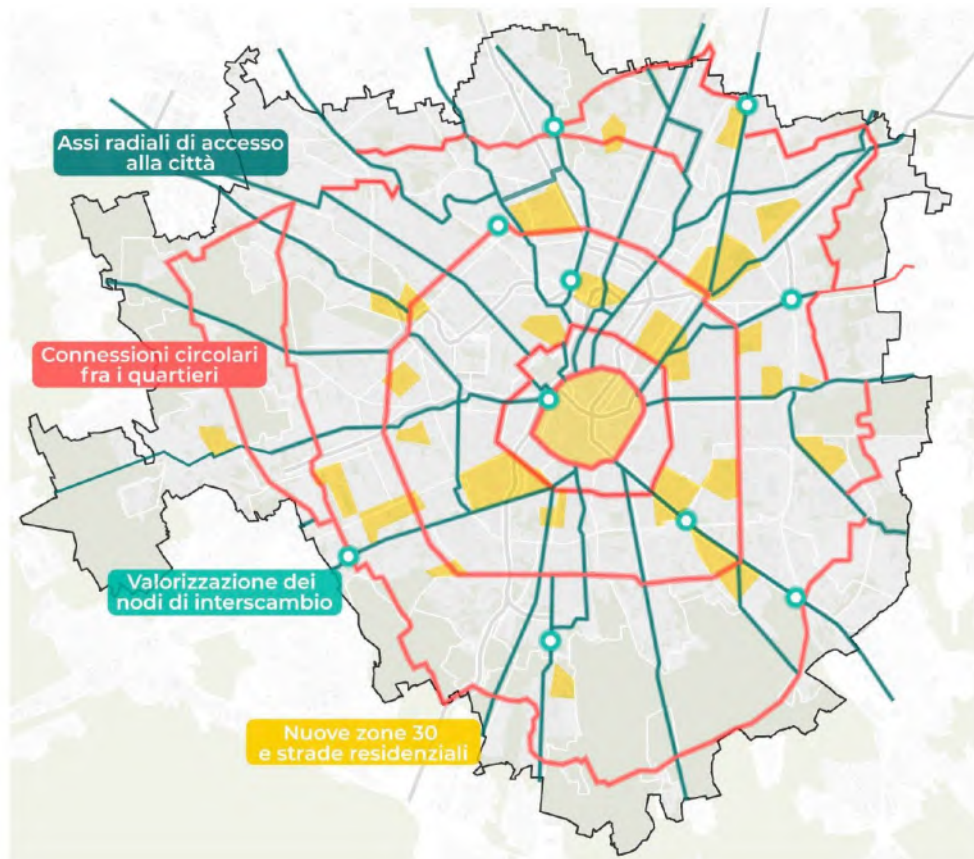 Assi radiali di accesso
alla città
Connessioni circolari
fra i quartieri
Valorizzazione dei
nodi di interscambio
Nuove zone 30
e strade residenziali